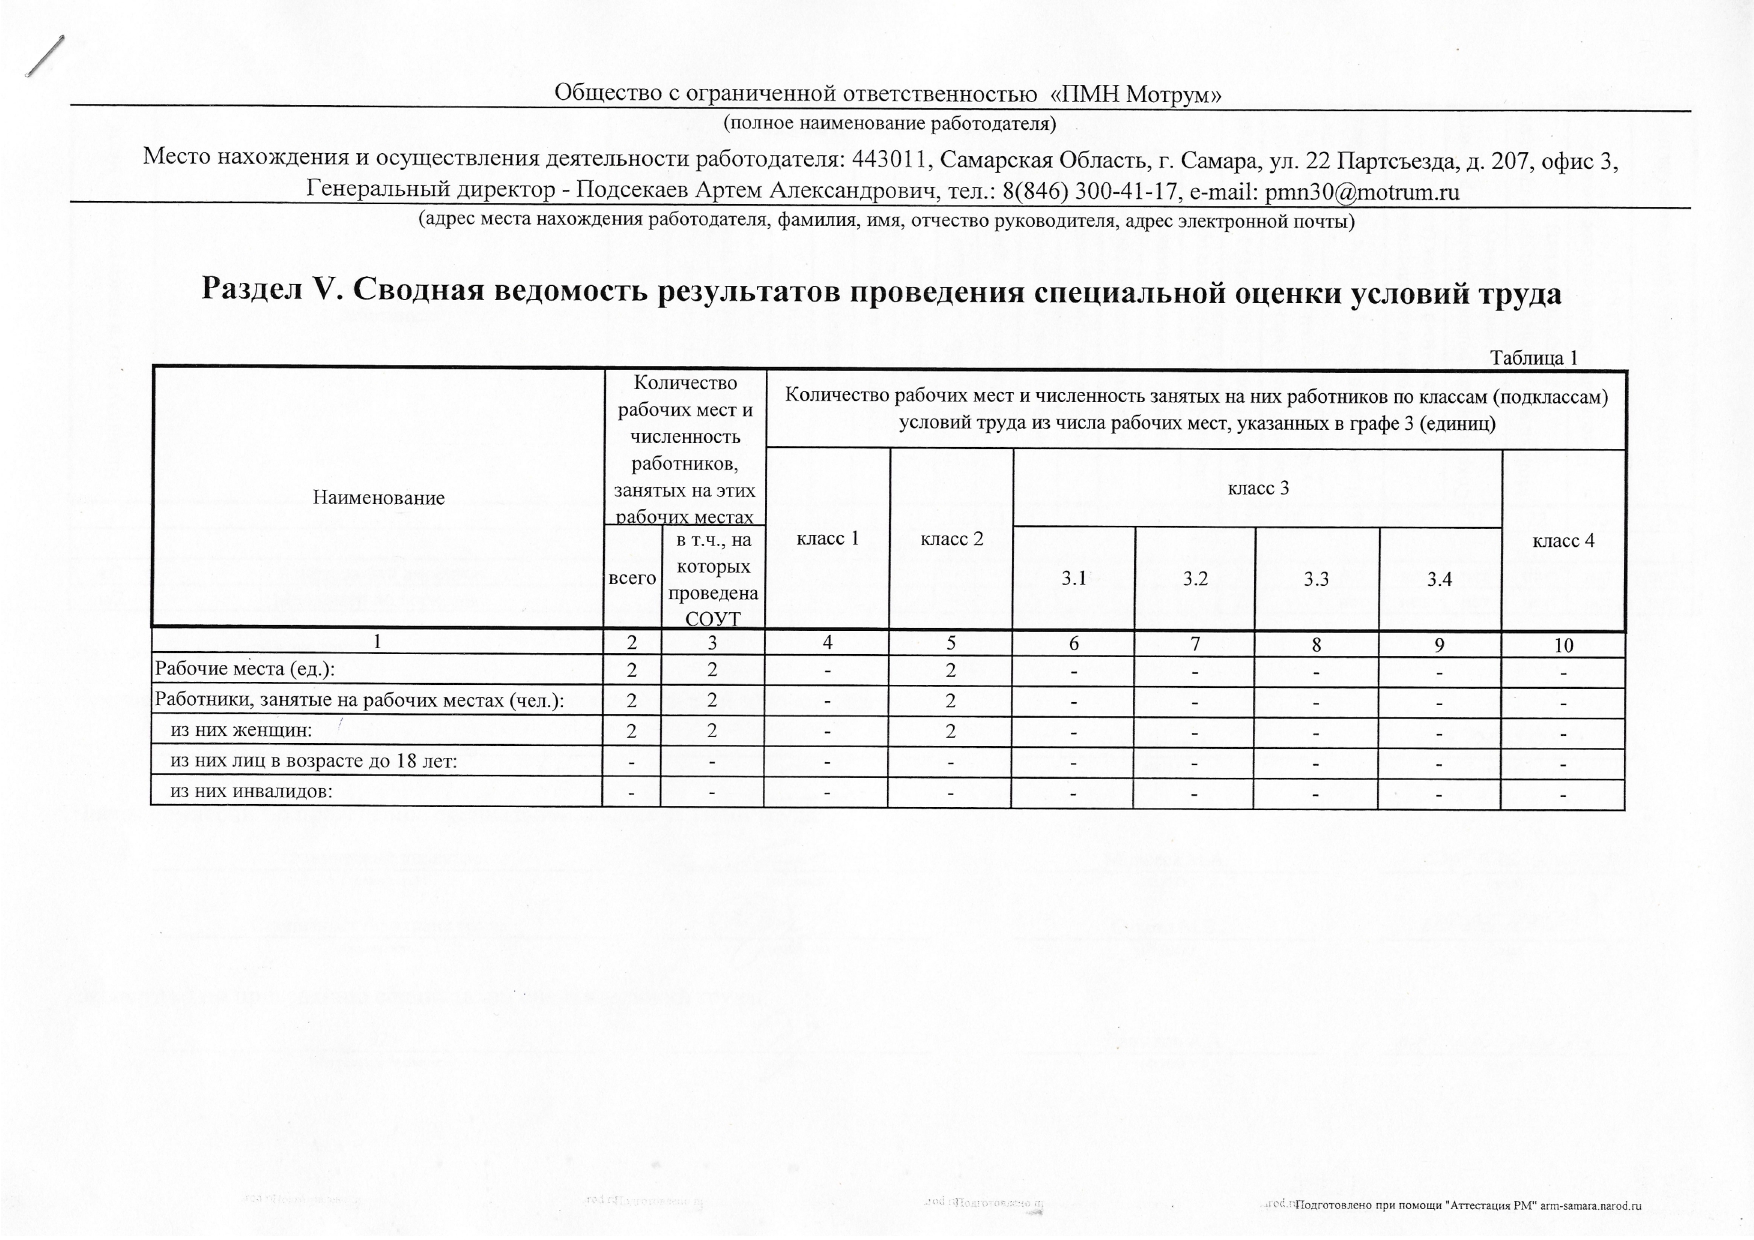 Общество с ограниченной ответственностью «ПМН Мотрум»
(полное наименование работодателя)
Место нахождения и осуществления деятельности работодателя: 443011, Самарская Область, г. Самара, ул. 22 Партсъезда, д. 207, офис 3,
Генеральный директор - Подсекаев Артем Александрович, тел.: 8(846) 300-41-17, e-mail: pmn30@motrum.ru
(адрес места нахождения работодателя, фамилия, имя, отчество руководителя, адрес электронной почты)
Раздел V. Сводная ведомость результатов проведения специальной оценки условий труда
Таблица 1
Наименование
Количество
рабочих мест и
численность
работников,
занятых на этих
рабочих местах
Количество рабочих мест и численность занятых на них работников по классам (подклассам)
условий труда из числа рабочих мест, указанных в графе 3 (единиц)
всего
в т.ч., на
которых
проведена
СОУТ
класс 1
класс 2
класс 3
3.1 3.2 3.3 3.4
класс 4
1 2 3 4 5 6 7 8 9 10
Рабочие места (ед.): 2 2 - 2 - - - - -
Работники, занятые на рабочих местах (чел.): 2 2 - 2 - - - - -
из них женщин: 2 2 - 2 - - - - -
из них лиц в возрасте до 18 лет: - - - - - - - - -
из них инвалидов: - - - - - - - - -
Подготовлено при помощи "Аттестация РМ" arm-samara.narod.ru